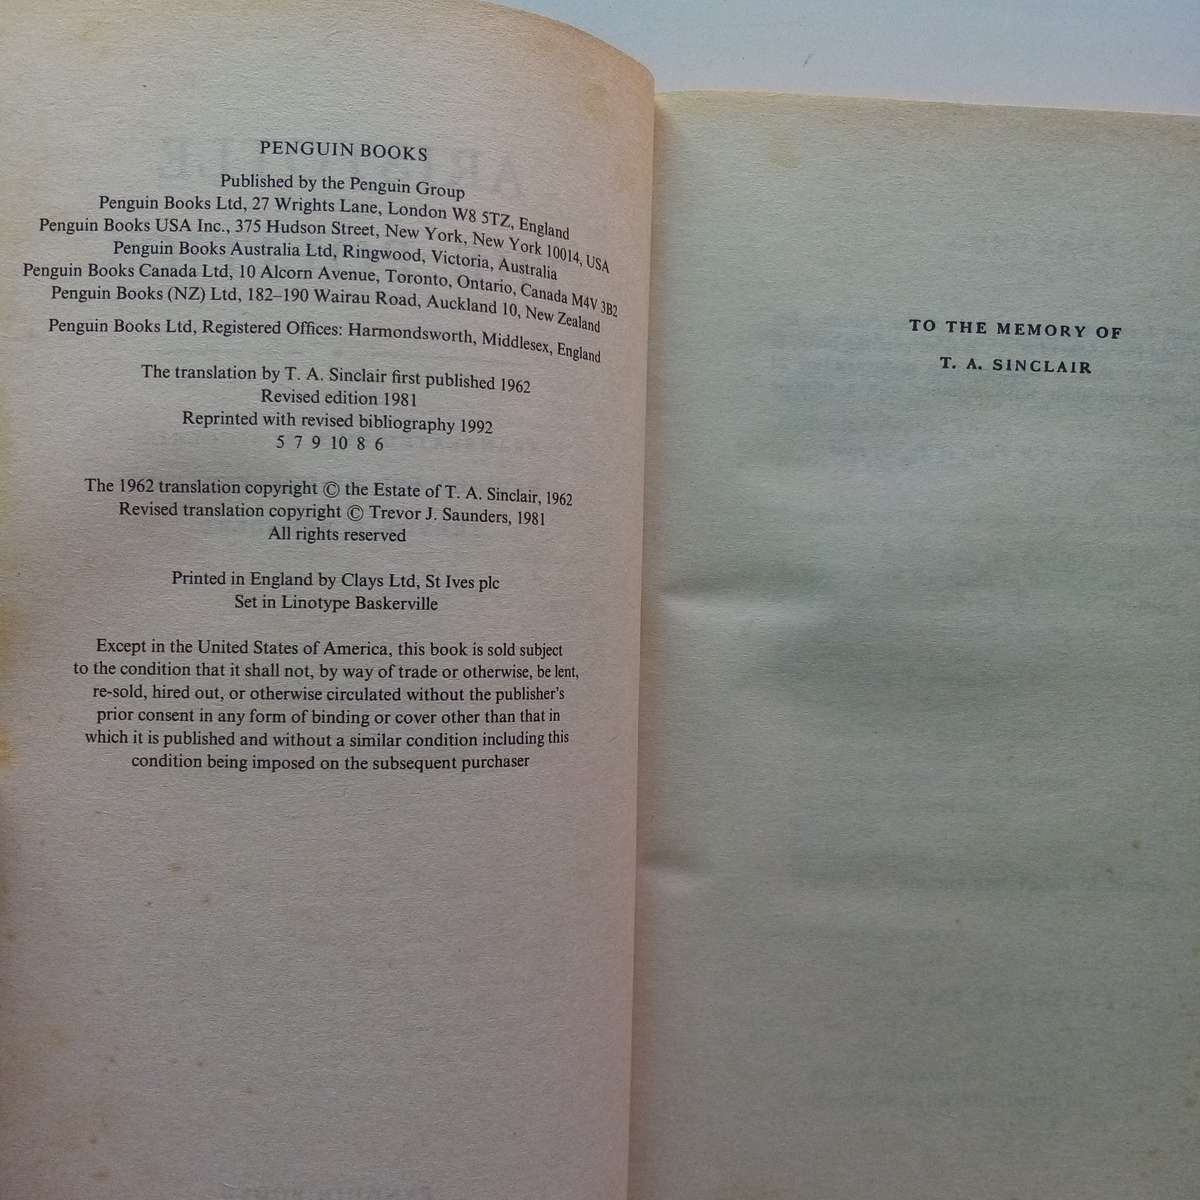 PENGUIN BOOKS
Published by the Penguin Group
Penguin Books Ltd, 27 Wrights Lane, London W8 5TZ, England
Penguin Books USA Inc., 375 Hudson Street, New York, New York 10014, USA
Penguin Books Australia Ltd, Ringwood, Victoria, Australia
Penguin Books Canada Ltd, 10 Alcorn Avenue, Toronto, Ontario, Canada M4V 3B2
Penguin Books (NZ) Ltd, 182–190 Wairau Road, Auckland 10, New Zealand
Penguin Books Ltd, Registered Offices: Harmondsworth, Middlesex, England
The translation by T. A. Sinclair first published 1962
Revised edition 1981
Reprinted with revised bibliography 1992
5 7 9 10 8 6
The 1962 translation copyright © the Estate of T. A. Sinclair, 1962
Revised translation copyright © Trevor J. Saunders, 1981
All rights reserved
Printed in England by Clays Ltd, St Ives plc
Set in Linotype Baskerville
Except in the United States of America, this book is sold subject
to the condition that it shall not, by way of trade or otherwise, be lent,
re-sold, hired out, or otherwise circulated without the publisher's
prior consent in any form of binding or cover other than that in
which it is published and without a similar condition including this
condition being imposed on the subsequent purchaser
TO THE MEMORY OF
T. A. SINCLAIR